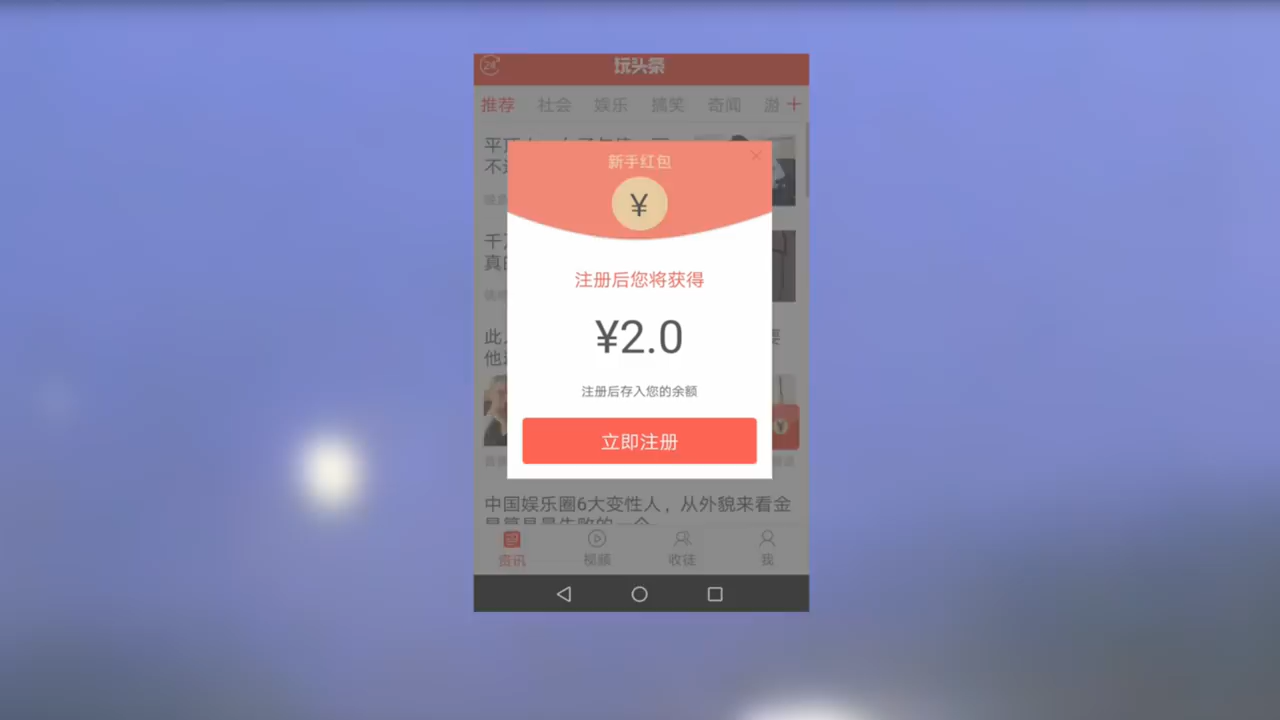 玩头条
推荐 社会 娱乐 搞笑 奇闻 游
新手红包
¥
注册后您将获得
¥2.0
注册后存入您的余额
立即注册
中国娱乐圈6大变性人，从外貌来看金
资讯 视频 收徒 我